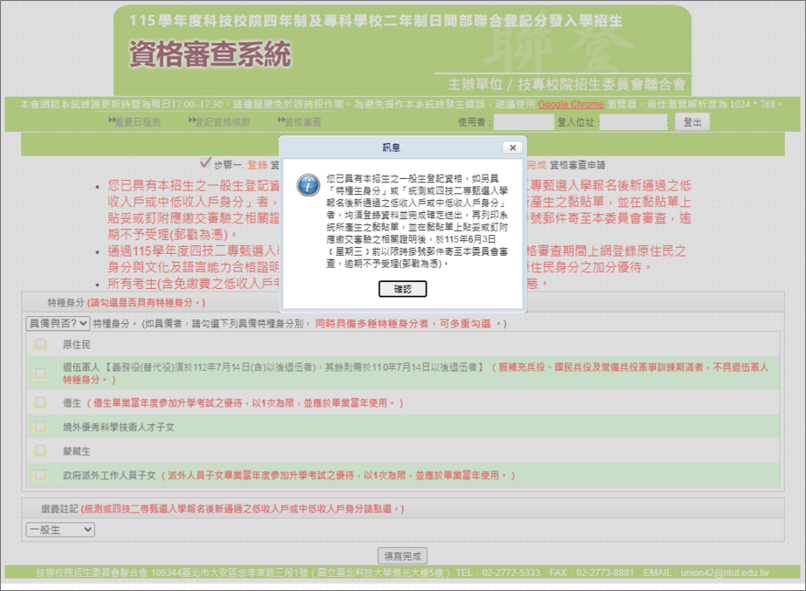 115學年度科技校院四年制及專科學校二年制日間部聯合登記分發入學招生
資格審查系統
聯登
主辦單位 / 技專校院招生委員會聯合會
本會網路系統維護更新時間為每日17:00~17:30，請儘量避免於該時段作業。為避免操作本系統時發生錯誤，建議使用 Google Chrome 瀏覽器，最佳瀏覽解析度為 1024 * 768。
重要日程表 登記資格條款 資格審查 使用者： 登入位址： 登出
訊息
步驟一. 登錄 資
完成 資格審查申請
您已具有本招生之一般生登記資格，如另具
「特種生身分」或「統測或四技二專甄選入學
報名後新通過之低收入戶或中低收入戶身分」
者，均須登錄資料並完成確定送出，再列印系
統所產生之黏貼單，並在黏貼單上貼妥或釘附
應繳交審驗之相關證明後，於115年6月3日
（星期三）前以限時掛號郵件寄至本委員會審
查，逾期不予受理(郵戳為憑)。
確認
您已具有本招生之一般生登記資
專甄選入學報名後新通過之低
收入戶或中低收入戶身分」者，
所產生之黏貼單，並在黏貼單上
貼妥或釘附應繳交審驗之相關證
號郵件寄至本委員會審查，逾
期不予受理(郵戳為憑)。
通過115學年度四技二專甄選入
格審查期間上網登錄原住民之
身分與文化及語言能力合格證明
原住民身分之加分優待。
所有考生(含免繳費之低收入戶
態。
特種身分 (請勾選是否具有特種身分。)
具備與否? 特種身分。 (如具備者，請勾選下列具備特種身分別， 同時具備多種特種身分者，可多重勾選 。)
原住民
退伍軍人 【義務役(替代役)須於112年7月14日(含)以後退伍者)，其餘則需於110年7月14日以後退伍者】 （服補充兵役、國民兵役及常備兵役軍事訓練期滿者，不具退伍軍人
特種身分。）
僑生 （ 僑生畢業當年度參加升學考試之優待，以1次為限，並應於畢業當年使用。 ）
境外優秀科學技術人才子女
蒙藏生
政府派外工作人員子女 （ 派外人員子女畢業當年度參加升學考試之優待，以1次為限，並應於畢業當年使用。 ）
繳費註記 (統測或四技二專甄選入學報名後新通過之低收入戶或中低收入戶身分請點選。)
一般生
填寫完成
技專校院招生委員會聯合會 106344臺北市大安區忠孝東路三段1號（國立臺北科技大學億光大樓5樓） TEL：02-2772-5333 FAX：02-2773-8881 EMAIL：union42@ntut.edu.tw